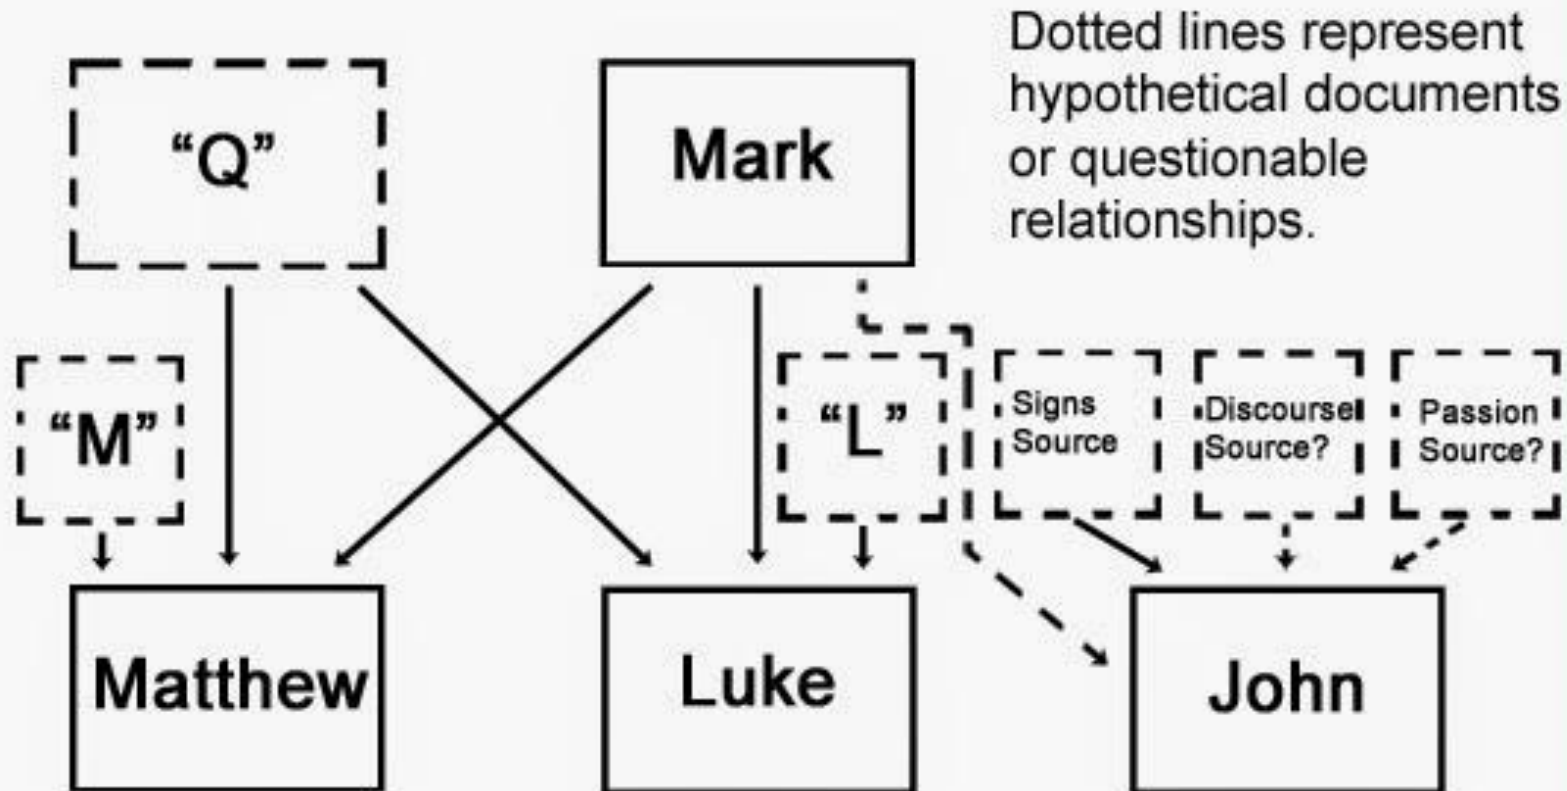 Dotted lines represent
hypothetical documents
or questionable
relationships.
“Q”
Mark
“M”
“L”
Signs
Source
Discourse
Source?
Passion
Source?
Matthew
Luke
John